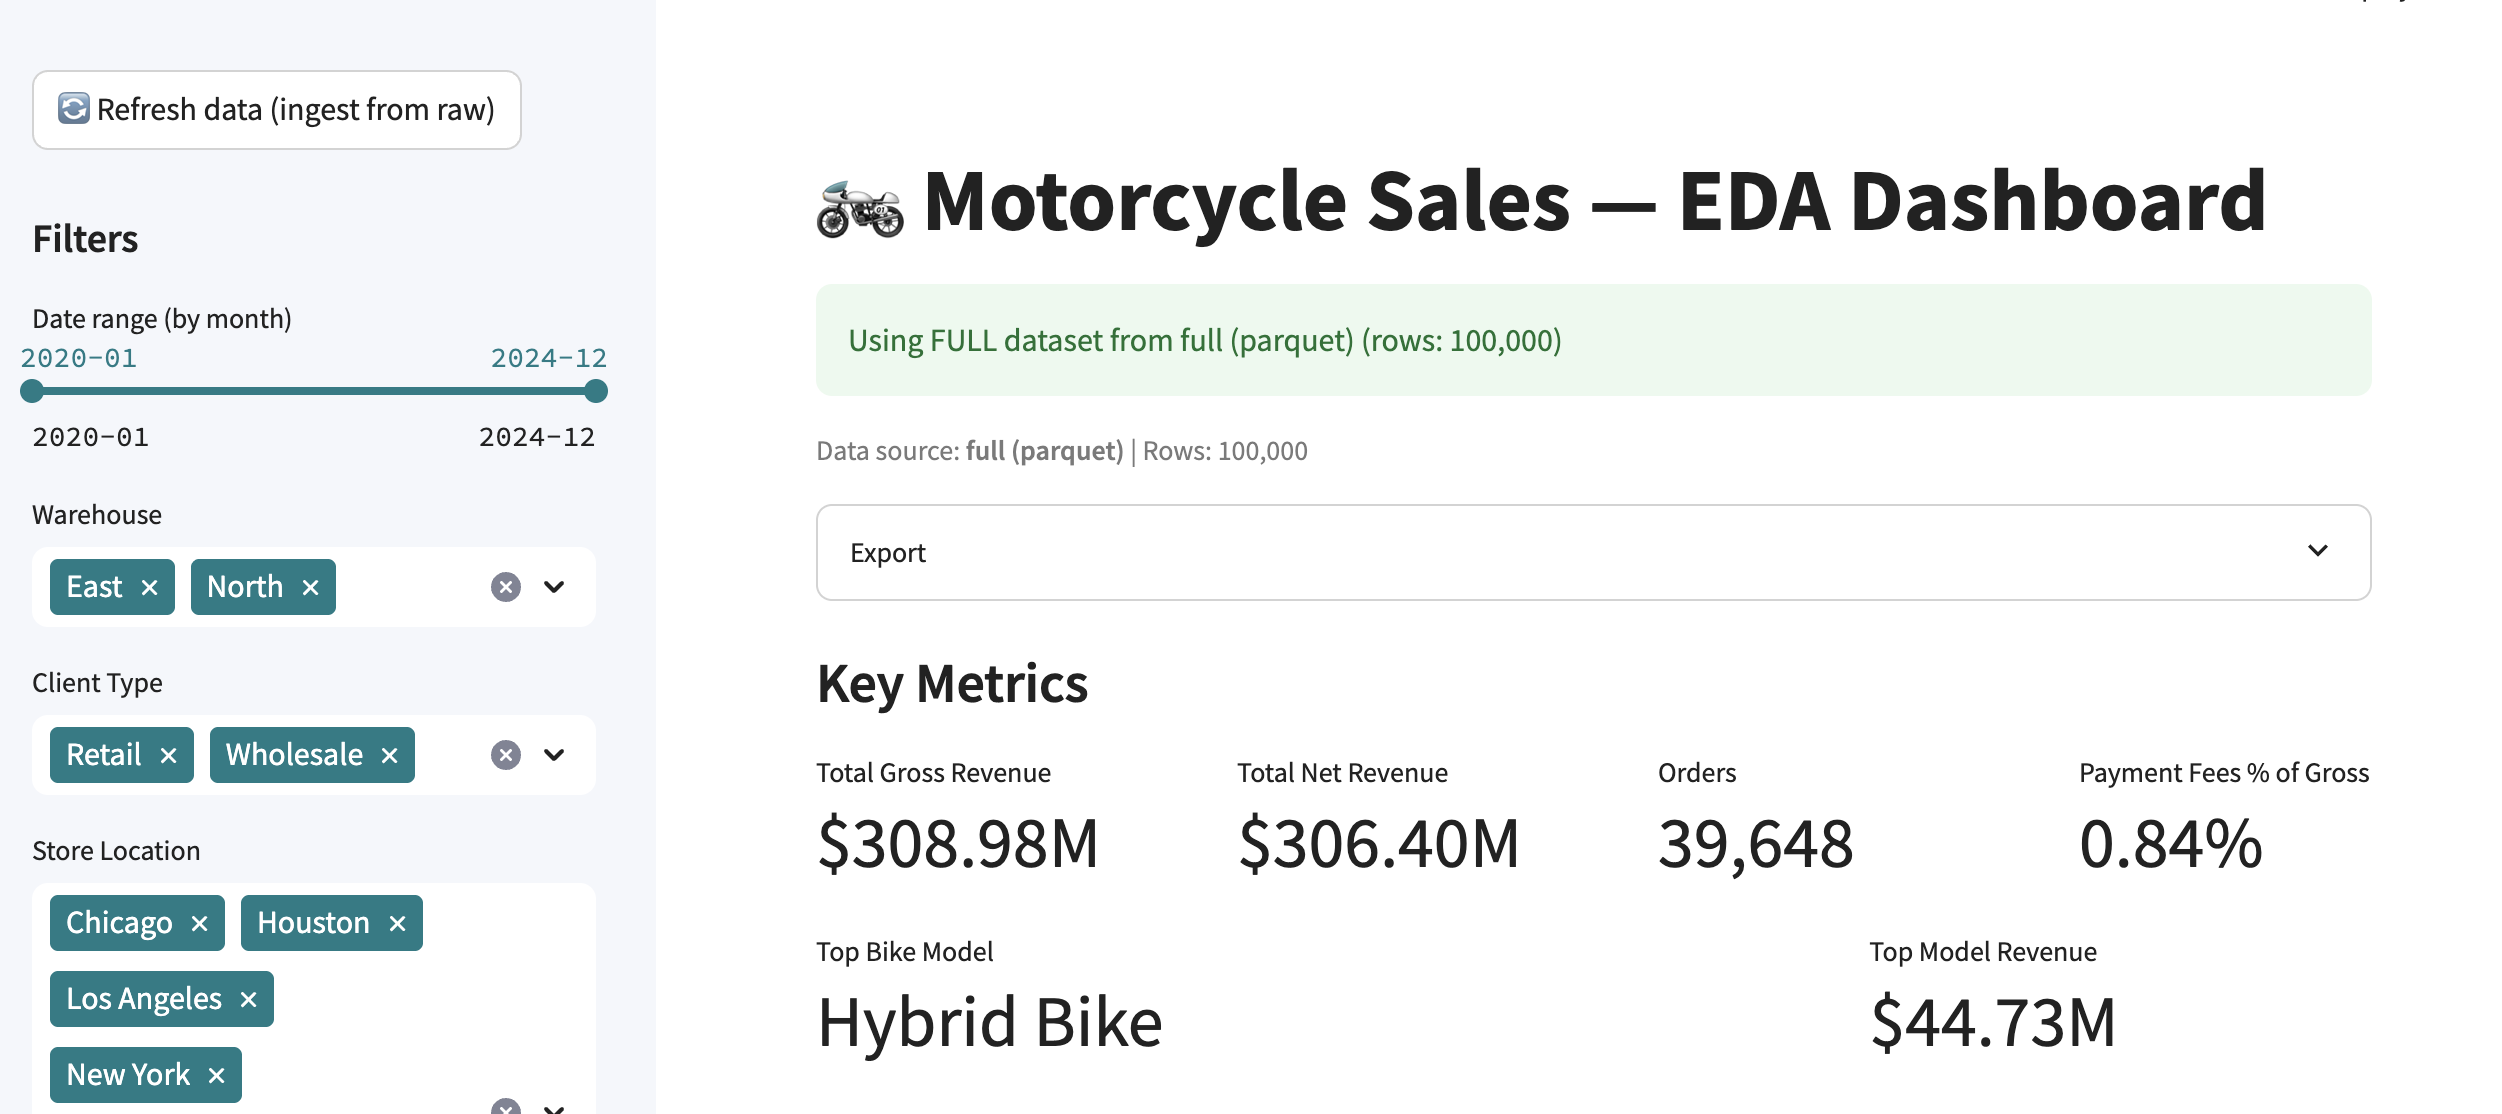 Refresh data (ingest from raw)
Filters
Date range (by month)
2020-01 2024-12
2020-01 2024-12
Warehouse
East × North ×
Client Type
Retail × Wholesale ×
Store Location
Chicago × Houston ×
Los Angeles ×
New York ×
Motorcycle Sales — EDA Dashboard
Using FULL dataset from full (parquet) (rows: 100,000)
Data source: full (parquet) | Rows: 100,000
Export
Key Metrics
Total Gross Revenue
$308.98M
Total Net Revenue
$306.40M
Orders
39,648
Payment Fees % of Gross
0.84%
Top Bike Model
Hybrid Bike
Top Model Revenue
$44.73M